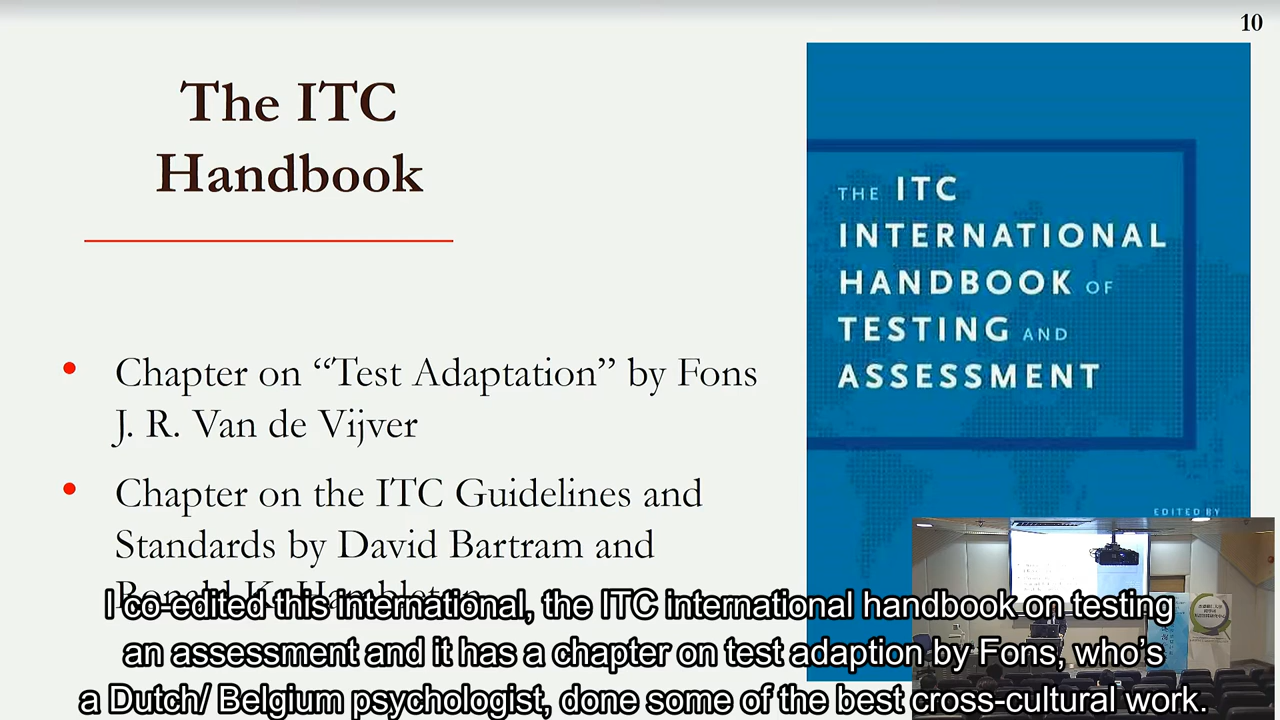 10
The ITC
Handbook
Chapter on “Test Adaptation” by Fons
J. R. Van de Vijver
Chapter on the ITC Guidelines and
Standards by David Bartram and
Ronald K. Hambleton
THE ITC
INTERNATIONAL
HANDBOOK OF
TESTING AND
ASSESSMENT
EDITED BY
I co-edited this international, the ITC international handbook on testing
an assessment and it has a chapter on test adaption by Fons, who's
a Dutch/ Belgium psychologist, done some of the best cross-cultural work.